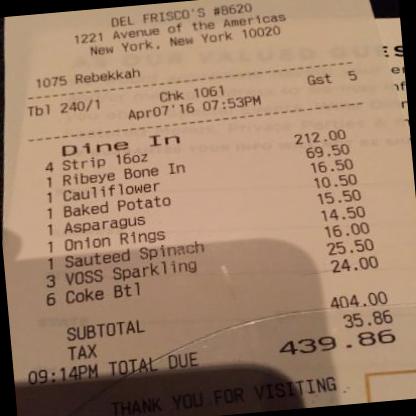 DEL FRISCO'S #8620
1221 Avenue of the Americas
New York, New York 10020
1075 Rebekkah
Tbl 240/1 Chk 1061 Gst 5
Apr07'16 07:53PM
Dine In
4 Strip 16oz 212.00
1 Ribeye Bone In 69.50
1 Cauliflower 16.50
1 Baked Potato 10.50
1 Asparagus 15.50
1 Onion Rings 14.50
1 Sauteed Spinach 16.00
3 VOSS Sparkling 25.50
6 Coke Btl 24.00
SUBTOTAL 404.00
TAX 35.86
09:14PM TOTAL DUE 439.86
THANK YOU FOR VISITING